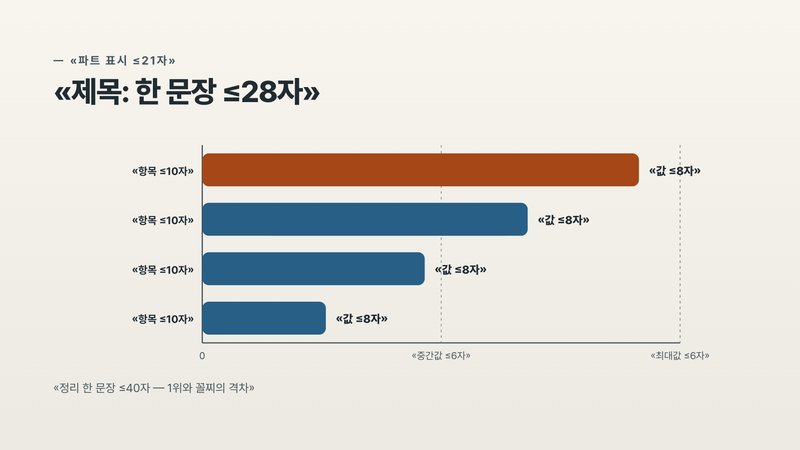 — «파트 표시 ≤21자»
«제목: 한 문장 ≤28자»
«항목 ≤10자» «값 ≤8자»
«항목 ≤10자» «값 ≤8자»
«항목 ≤10자» «값 ≤8자»
«항목 ≤10자» «값 ≤8자»
0 «중간값 ≤6자» «최대값 ≤6자»
«정리 한 문장 ≤40자 — 1위와 꼴찌의 격차»